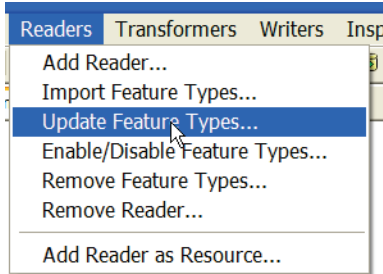 Readers Transformers Writers Insp
Add Reader...
Import Feature Types...
Update Feature Types...
Enable/Disable Feature Types...
Remove Feature Types...
Remove Reader...
Add Reader as Resource...